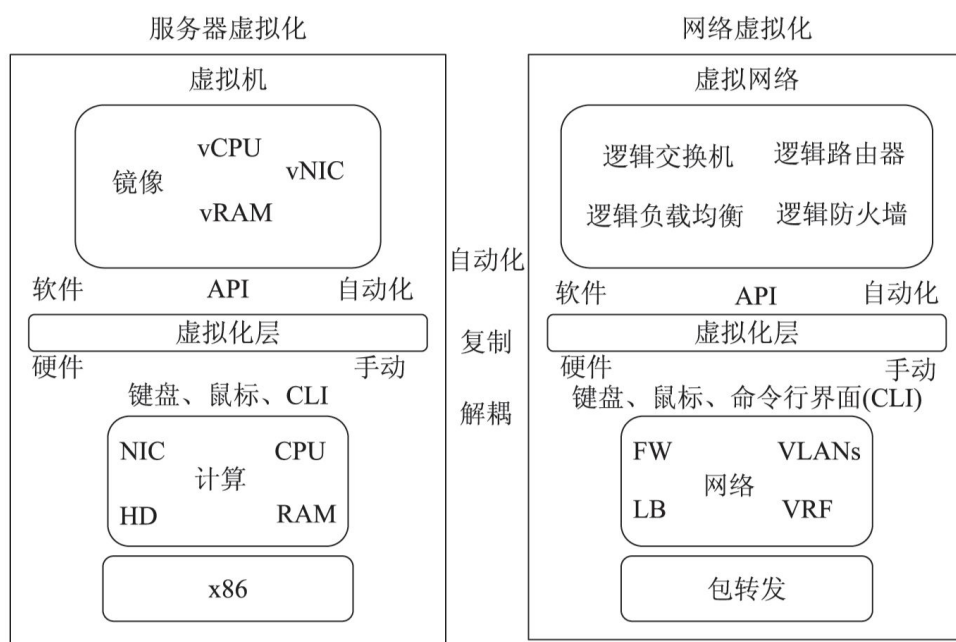 服务器虚拟化
虚拟机
vCPU
镜像
vNIC
vRAM
软件 API 自动化
虚拟化层
硬件 手动
键盘、鼠标、CLI
NIC CPU
计算
HD RAM
x86
自动化
复制
解耦
网络虚拟化
虚拟网络
逻辑交换机 逻辑路由器
逻辑负载均衡 逻辑防火墙
软件 API 自动化
虚拟化层
硬件 手动
键盘、鼠标、命令行界面(CLI)
FW VLANs
网络
LB VRF
包转发